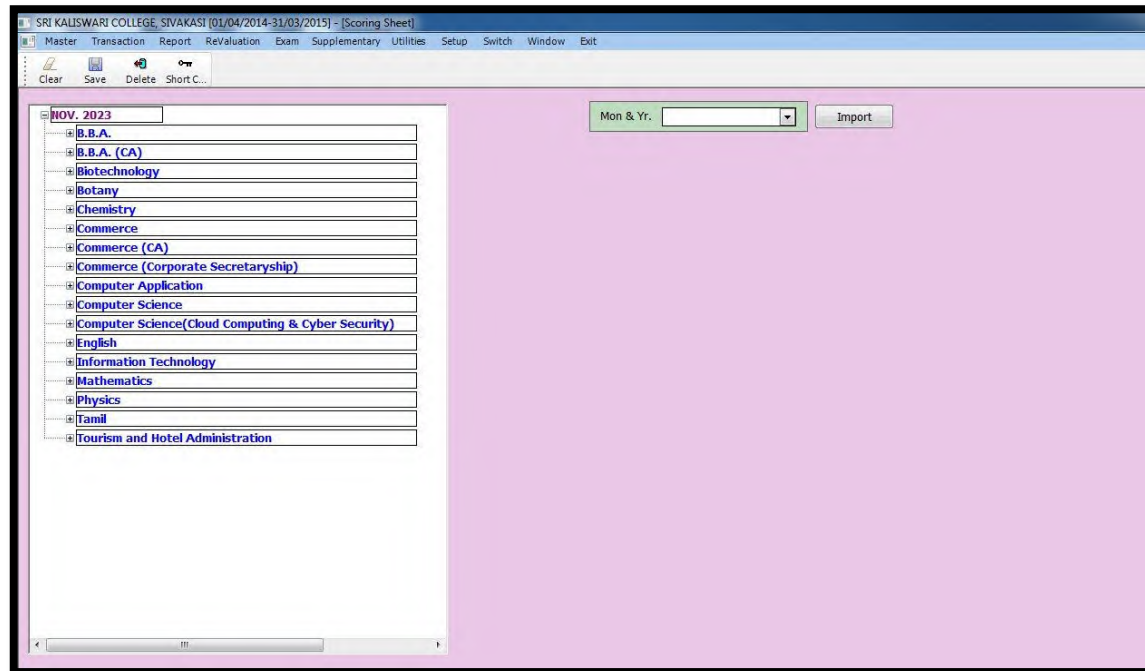 SRI KALISWARI COLLEGE, SIVAKASI [01/04/2014-31/03/2015] - [Scoring Sheet]
Master Transaction Report ReValuation Exam Supplementary Utilities Setup Switch Window Exit
Clear Save Delete Short C...
Mon & Yr. Import
NOV. 2023
B.B.A.
B.B.A. (CA)
Biotechnology
Botany
Chemistry
Commerce
Commerce (CA)
Commerce (Corporate Secretaryship)
Computer Application
Computer Science
Computer Science(Cloud Computing & Cyber Security)
English
Information Technology
Mathematics
Physics
Tamil
Tourism and Hotel Administration